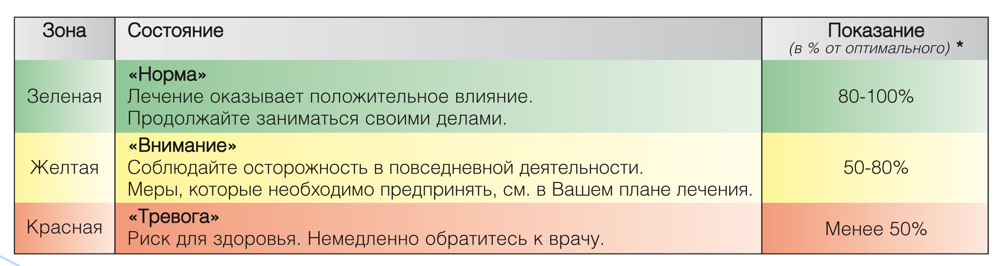 Зона
Состояние
Показание
(в % от оптимального) *
Зеленая
«Норма»
Лечение оказывает положительное влияние.
Продолжайте заниматься своими делами.
80-100%
Желтая
«Внимание»
Соблюдайте осторожность в повседневной деятельности.
Меры, которые необходимо предпринять, см. в Вашем плане лечения.
50-80%
Красная
«Тревога»
Риск для здоровья. Немедленно обратитесь к врачу.
Менее 50%